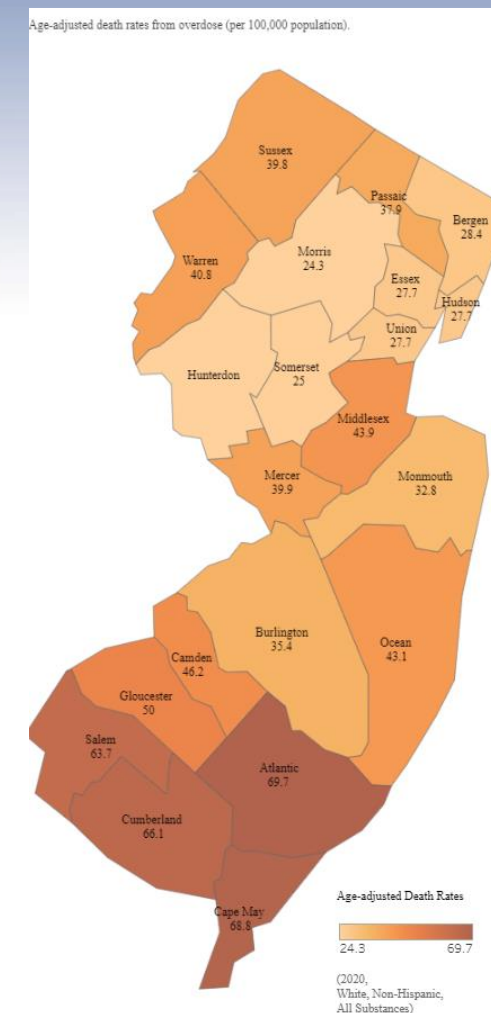 Age-adjusted death rates from overdose (per 100,000 population).
Sussex
39.8
Passaic
37.9
Bergen
28.4
Warren
40.8
Morris
24.3
Essex
27.7
Hudson
27.7
Union
27.7
Hunterdon
Somerset
25
Middlesex
43.9
Mercer
39.9
Monmouth
32.8
Burlington
35.4
Ocean
43.1
Camden
46.2
Gloucester
50
Salem
63.7
Atlantic
69.7
Cumberland
66.1
Cape May
68.8
Age-adjusted Death Rates
24.3 69.7
(2020,
White, Non-Hispanic,
All Substances)